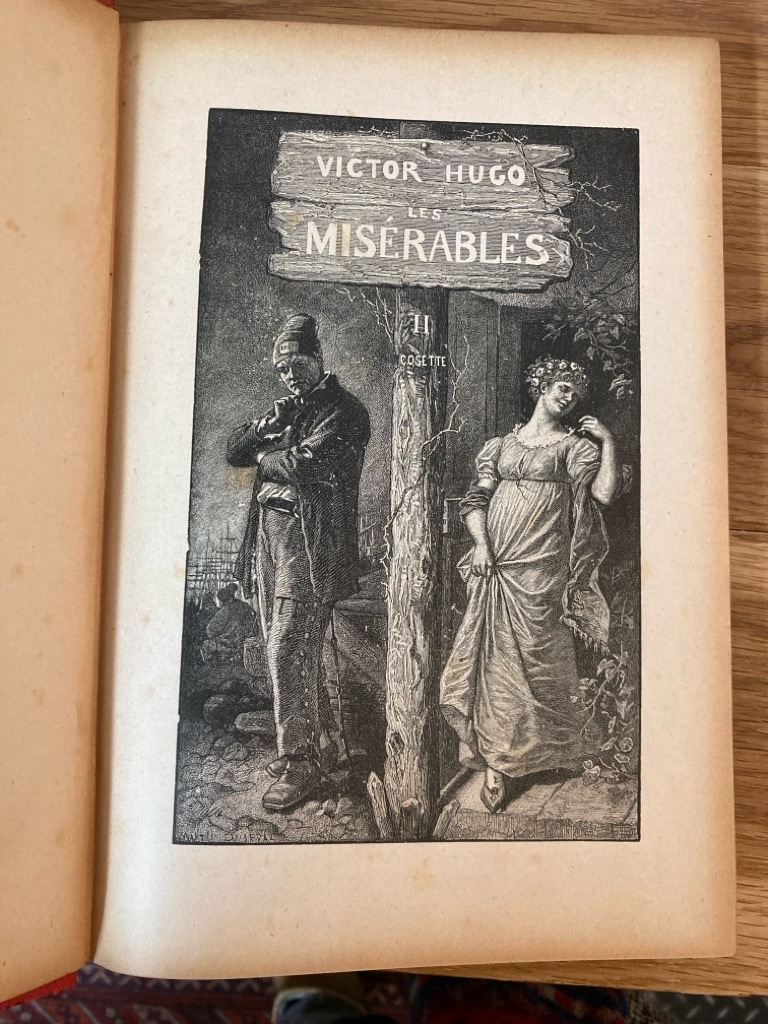 VICTOR HUGO
LES
MISÉRABLES
II
COSETTE